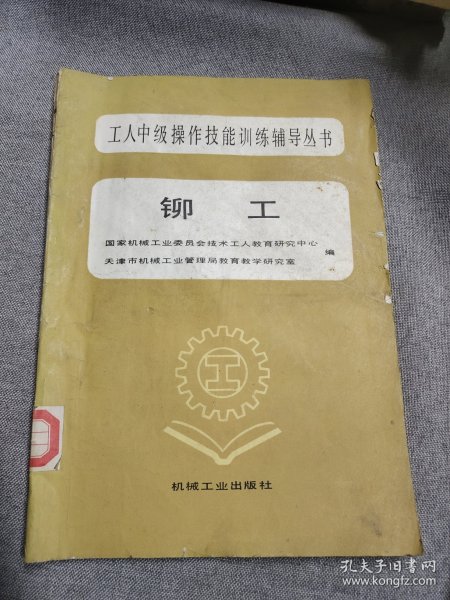 工人中级操作技能训练辅导丛书
铆 工
国家机械工业委员会技术工人教育研究中心
天津市机械工业管理局教育教学研究室
编
工
机械工业出版社
孔夫子旧书网
www.kongfz.com